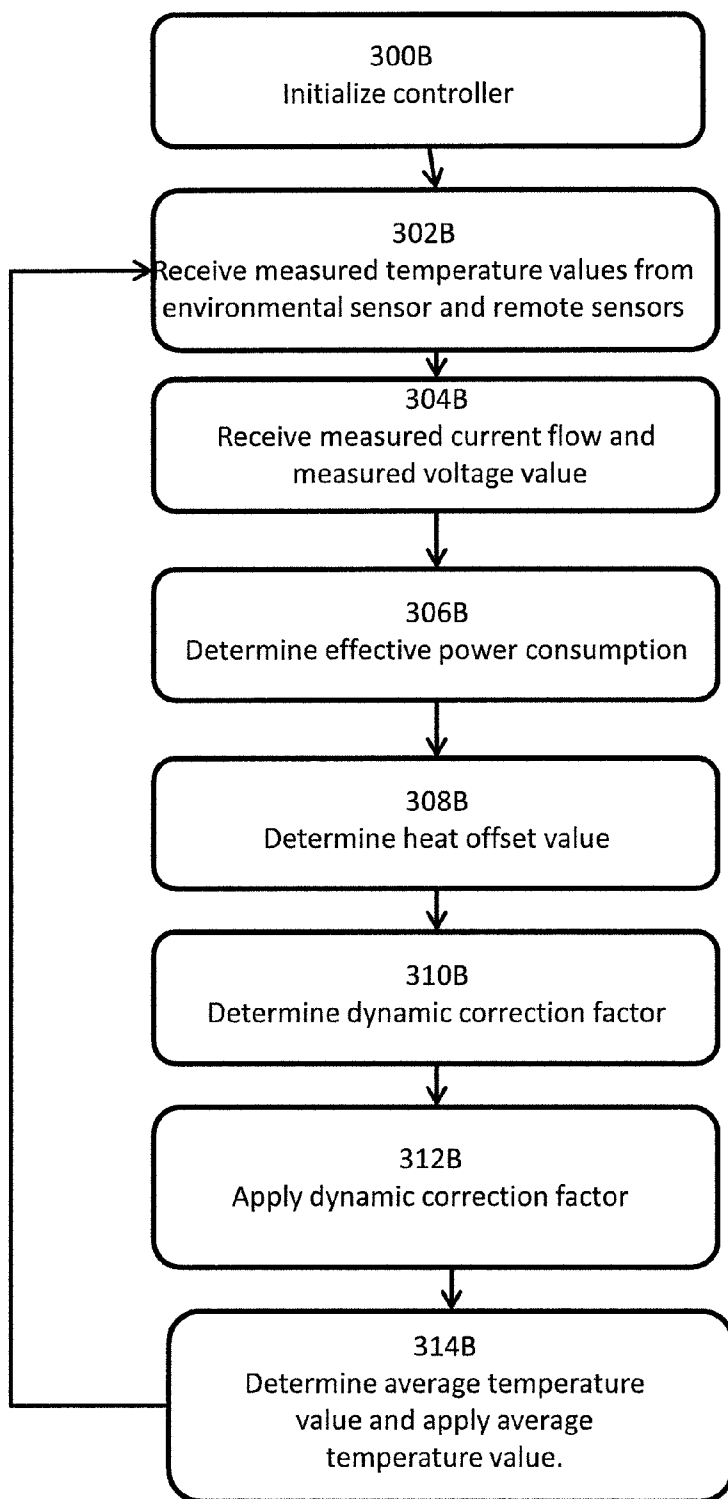 300B
Initialize controller
302B
Receive measured temperature values from
environmental sensor and remote sensors
304B
Receive measured current flow and
measured voltage value
306B
Determine effective power consumption
308B
Determine heat offset value
310B
Determine dynamic correction factor
312B
Apply dynamic correction factor
314B
Determine average temperature
value and apply average
temperature value.